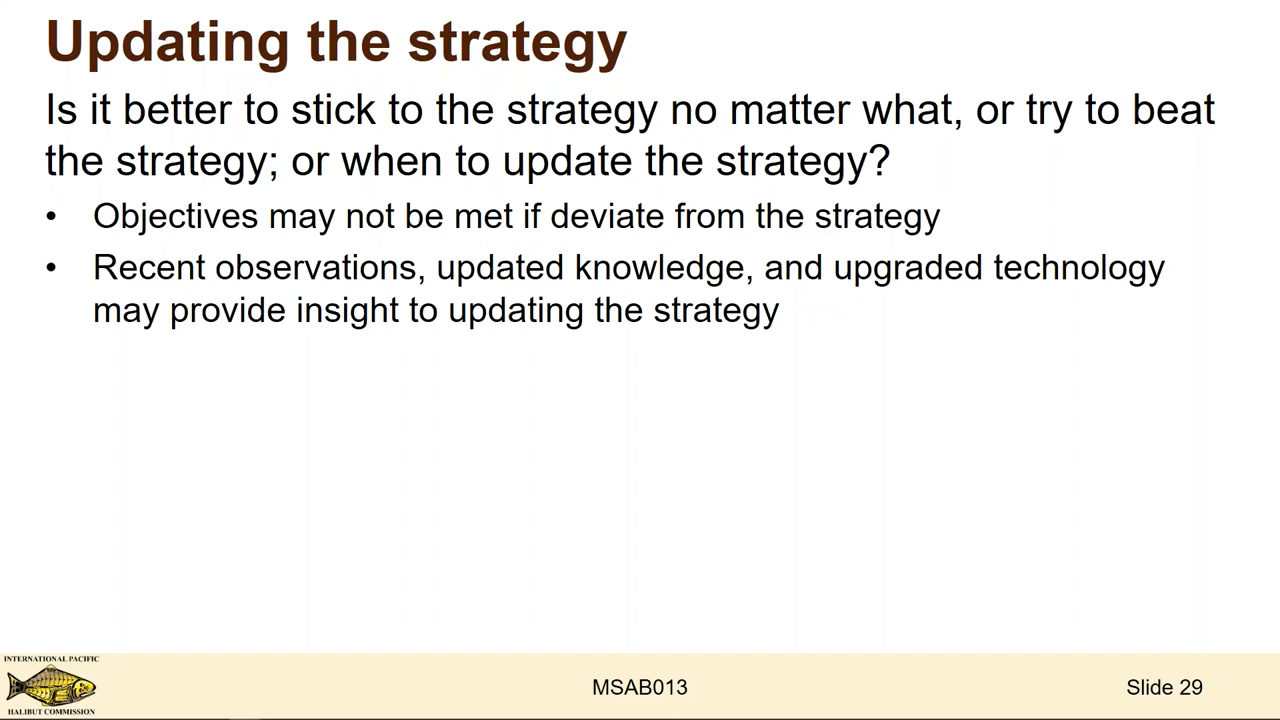 Updating the strategy
Is it better to stick to the strategy no matter what, or try to beat
the strategy; or when to update the strategy?
• Objectives may not be met if deviate from the strategy
• Recent observations, updated knowledge, and upgraded technology
may provide insight to updating the strategy
INTERNATIONAL PACIFIC
HALIBUT COMMISSION
MSAB013
Slide 29